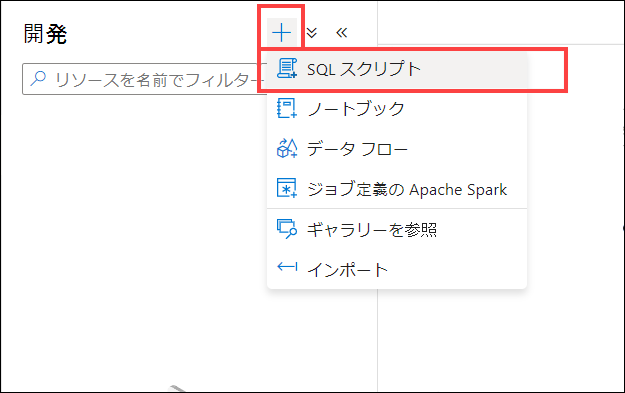 開発
リソースを名前でフィルター
SQL スクリプト
ノートブック
データ フロー
ジョブ定義の Apache Spark
ギャラリーを参照
インポート